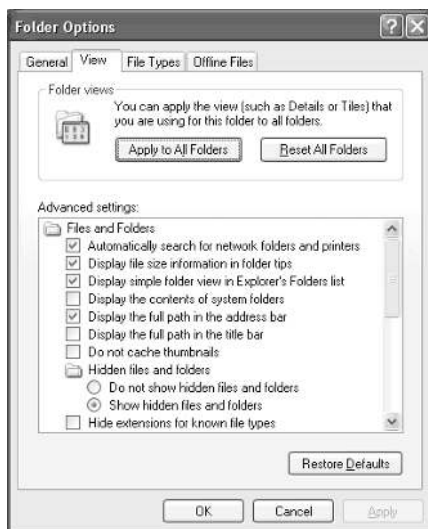 Folder Options
General View File Types Offline Files
Folder views
You can apply the view (such as Details or Tiles) that
you are using for this folder to all folders.
Apply to All Folders Reset All Folders
Advanced settings:
Files and Folders
Automatically search for network folders and printers
Display file size information in folder tips
Display simple folder view in Explorer's Folders list
Display the contents of system folders
Display the full path in the address bar
Display the full path in the title bar
Do not cache thumbnails
Hidden files and folders
Do not show hidden files and folders
Show hidden files and folders
Hide extensions for known file types
Restore Defaults
OK Cancel Apply